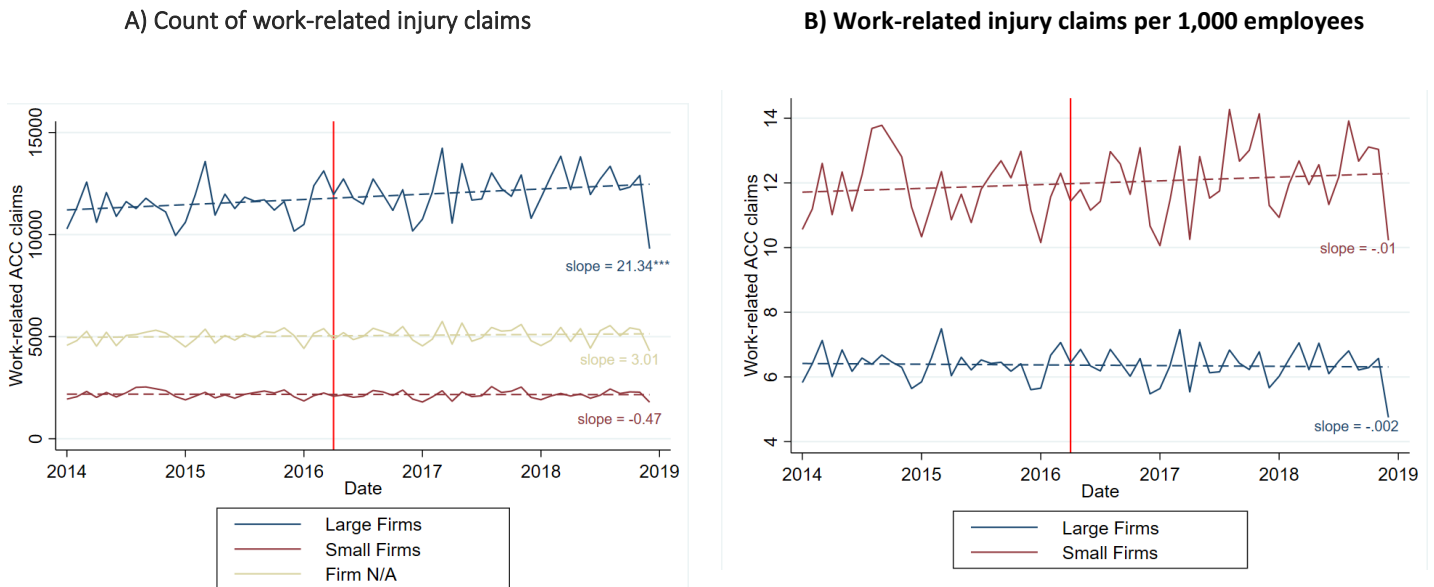 A) Count of work-related injury claims
Work-related ACC claims
15000
10000
5000
0
slope = 21.34***
slope = 3.01
slope = -0.47
2014 2015 2016 2017 2018 2019
Date
Large Firms
Small Firms
Firm N/A
B) Work-related injury claims per 1,000 employees
Work-related ACC claims
14
12
10
8
6
4
slope = -.01
slope = -.002
2014 2015 2016 2017 2018 2019
Date
Large Firms
Small Firms